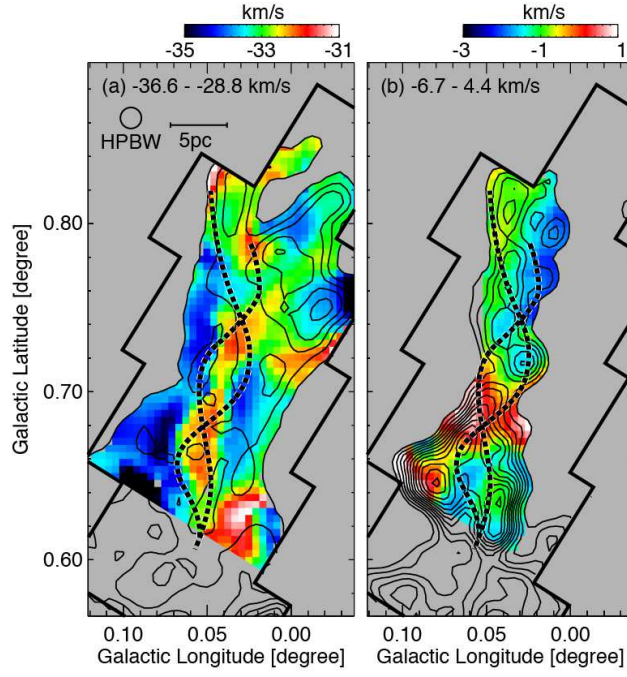 km/s
km/s
-35 -33 -31
-3 -1 1
(a) -36.6 - -28.8 km/s
(b) -6.7 - 4.4 km/s
HPBW
5pc
0.80
0.70
0.60
Galactic Latitude [degree]
0.10 0.05 0.00
0.10 0.05 0.00
Galactic Longitude [degree]
Galactic Longitude [degree]